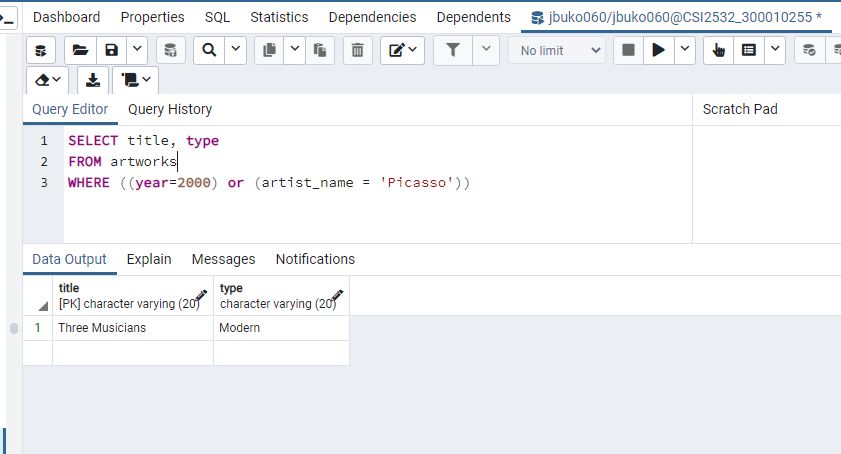 Dashboard Properties SQL Statistics Dependencies Dependents jbuko060/jbuko060@CSI2532_300010255 *
No limit
Query Editor Query History Scratch Pad
1 SELECT title, type
2 FROM artworks
3 WHERE ((year=2000) or (artist_name = 'Picasso'))
Data Output Explain Messages Notifications
title type
[PK] character varying (20) character varying (20)
1 Three Musicians Modern